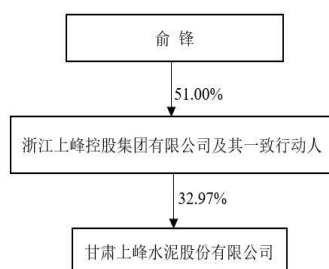 俞 锋
51.00%
浙江上峰控股集团有限公司及其一致行动人
32.97%
甘肃上峰水泥股份有限公司